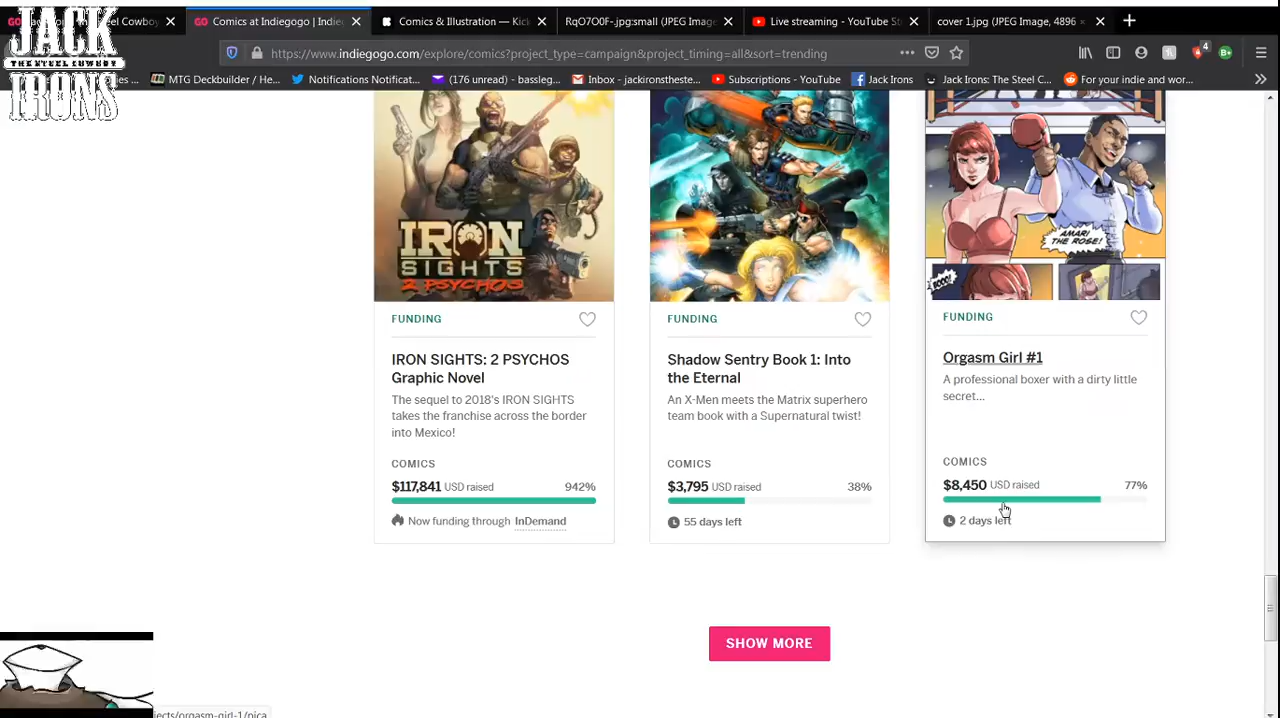 Comics at Indiegogo | Indie
Comics & Illustration — Kick
RqO7O0F-.jpg:small (JPEG Image
Live streaming - YouTube St
cover 1.jpg (JPEG Image, 4896
JACK
THE STEEL COWBOY
IRONS
https://www.indiegogo.com/explore/comics?project_type=campaign&project_timing=all&sort=trending
4
MTG Deckbuilder / He...
Notifications Notificat...
(176 unread) - bassleg...
Inbox - jackironsthe­ste...
Subscriptions - YouTube
Jack Irons
Jack Irons: The Steel C...
For your indie and wor...
IRON
SIGHTS
2 PSYCHOS
AMARI
THE ROSE!
BOOO!
FUNDING
IRON SIGHTS: 2 PSYCHOS
Graphic Novel
The sequel to 2018's IRON SIGHTS
takes the franchise across the border
into Mexico!
COMICS
$117,841 USD raised 942%
Now funding through InDemand
FUNDING
Shadow Sentry Book 1: Into
the Eternal
An X-Men meets the Matrix superhero
team book with a Supernatural twist!
COMICS
$3,795 USD raised 38%
55 days left
FUNDING
Orgasm Girl #1
A professional boxer with a dirty little
secret...
COMICS
$8,450 USD raised 77%
2 days left
SHOW MORE
jects/orgasm-girl-1/pica